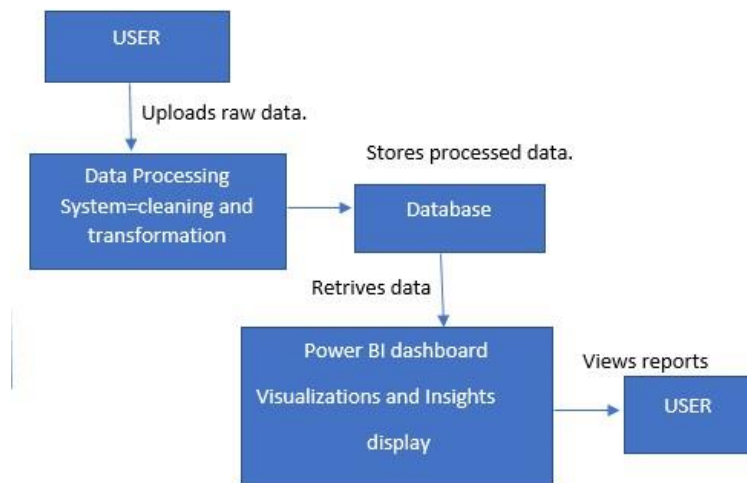 USER
Uploads raw data.
Data Processing
System=cleaning and
transformation
Stores processed data.
Database
Retrives data
Power BI dashboard
Visualizations and Insights
display
Views reports
USER